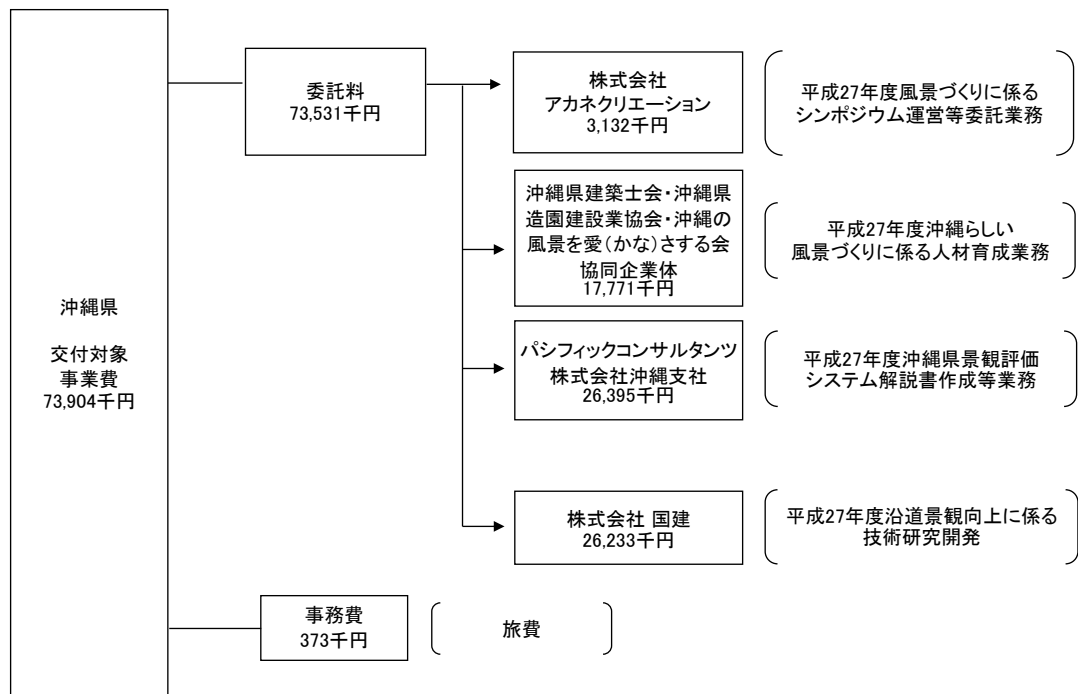 沖縄県
交付対象
事業費
73,904千円
委託料
73,531千円
株式会社
アカネクリエーション
3,132千円
平成27年度風景づくりに係る
シンポジウム運営等委託業務
沖縄県建築士会・沖縄県
造園建設業協会・沖縄の
風景を愛（かな）さする会
協同企業体
17,771千円
平成27年度沖縄らしい
風景づくりに係る人材育成業務
パシフィックコンサルタンツ
株式会社沖縄支社
26,395千円
平成27年度沖縄県景観評価
システム解説書作成等業務
株式会社 国建
26,233千円
平成27年度沿道景観向上に係る
技術研究開発
事務費
373千円
旅費